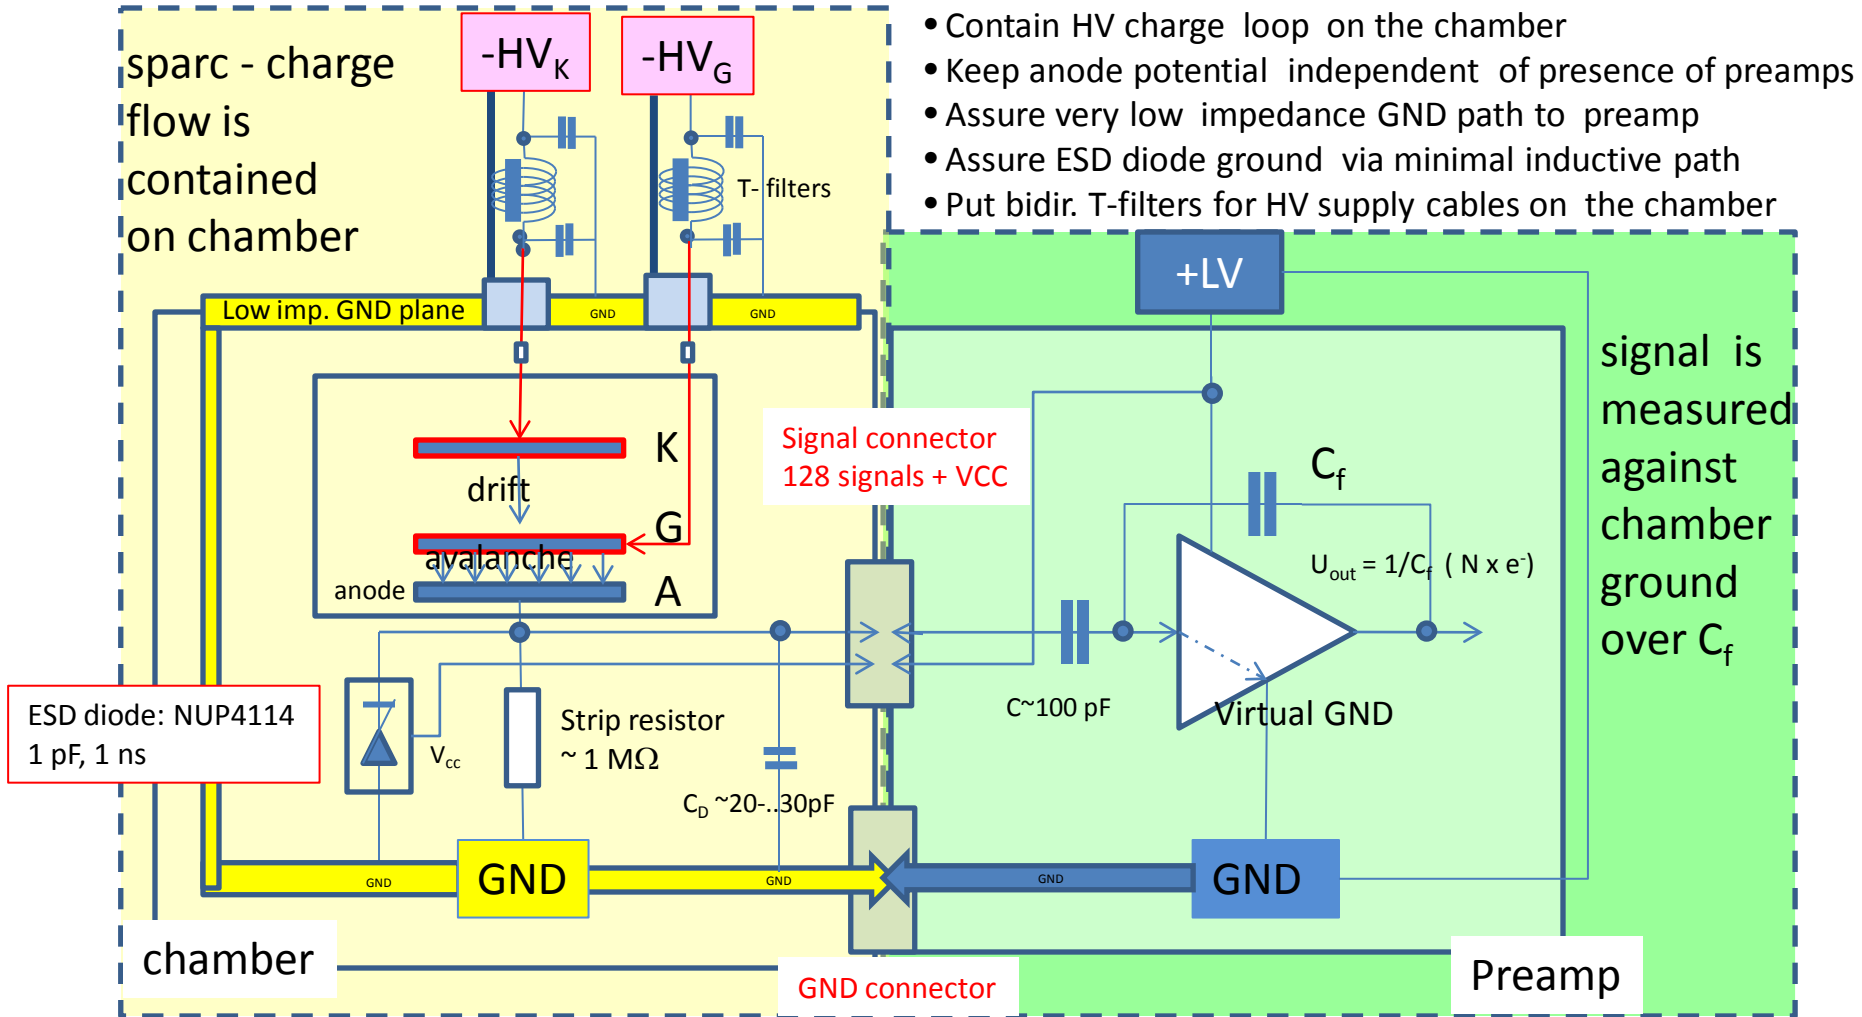 sparc - charge
flow is
contained
on chamber
-HVK
-HVG
T- filters
• Contain HV charge loop on the chamber
• Keep anode potential independent of presence of preamps
• Assure very low impedance GND path to preamp
• Assure ESD diode ground via minimal inductive path
• Put bidir. T-filters for HV supply cables on the chamber
+LV
Low imp. GND plane
GND
GND
K
drift
G
avalanche
anode
A
Signal connector
128 signals + VCC
Cf
Uout = 1/Cf ( N x e-)
signal is
measured
against
chamber
ground
over Cf
ESD diode: NUP4114
1 pF, 1 ns
Vcc
Strip resistor
~ 1 MΩ
CD ~20-..30pF
C~100 pF
Virtual GND
GND
GND
GND
GND
GND
chamber
GND connector
Preamp